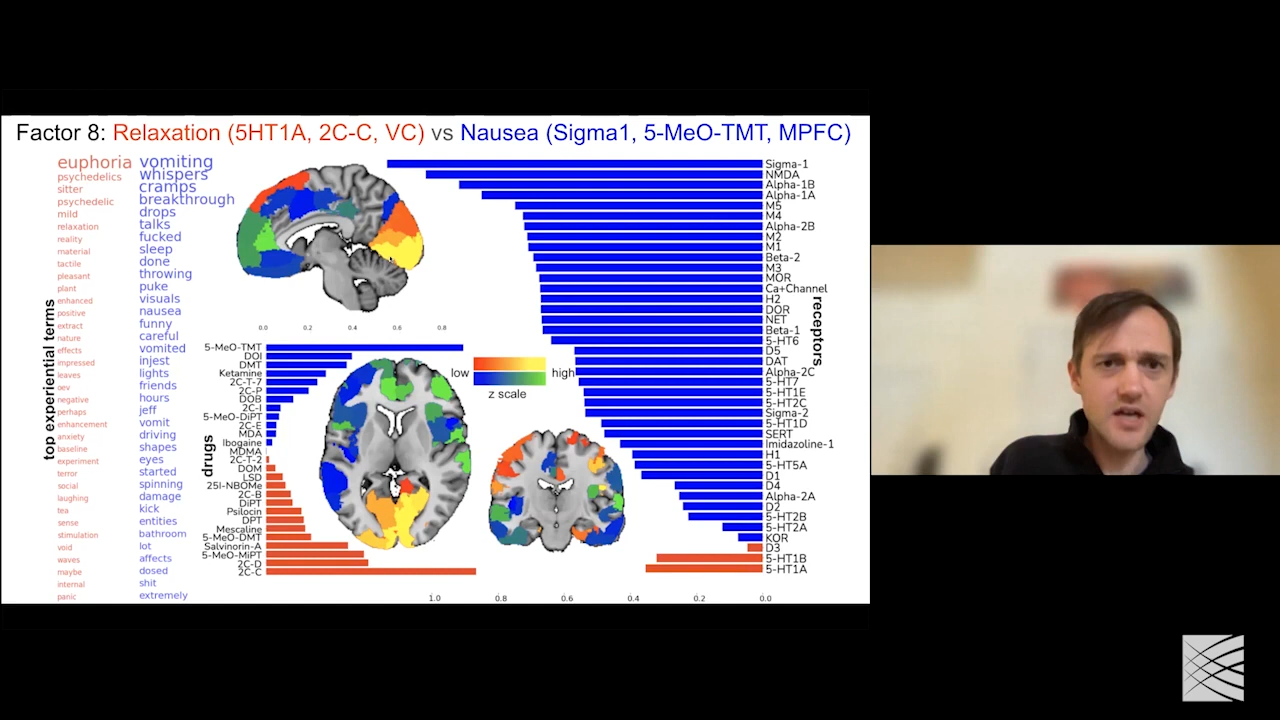 Factor 8: Relaxation (5HT1A, 2C-C, VC) vs Nausea (Sigma1, 5-MeO-TMT, MPFC)
top experiential terms
euphoria
psychedelics
sitter
psychedelic
mild
relaxation
reality
material
tactile
pleasant
plant
enhanced
positive
extract
nature
effects
impressed
leaves
oev
negative
perhaps
enhancement
anxiety
baseline
experiment
terror
social
laughing
tea
sense
stimulation
void
waves
maybe
internal
panic
vomiting
whispers
cramps
breakthrough
drops
talks
fucked
sleep
done
throwing
puke
visuals
nausea
funny
careful
vomited
injest
lights
friends
hours
jeff
vomit
driving
shapes
eyes
started
spinning
damage
kick
entities
bathroom
lot
affects
dosed
shit
extremely
0.0 0.2 0.4 0.6 0.8
drugs
5-MeO-TMT
DOI
DMT
Ketamine
2C-T-7
2C-P
DOB
2C-I
5-MeO-DiPT
2C-E
MDA
Ibogaine
MDMA
2C-T-2
DOM
LSD
25I-NBOMe
2C-B
DiPT
Psilocin
DPT
Mescaline
5-MeO-DMT
Salvinorin-A
5-MeO-MiPT
2C-D
2C-C
low high
z scale
Sigma-1
NMDA
Alpha-1B
Alpha-1A
M5
M4
Alpha-2B
M2
M1
Beta-2
M3
MOR
Ca+Channel
H2
DOR
NET
Beta-1
5-HT6
D5
DAT
Alpha-2C
5-HT7
5-HT1E
5-HT2C
Sigma-2
5-HT1D
SERT
Imidazoline-1
H1
5-HT5A
D1
D4
Alpha-2A
D2
5-HT2B
5-HT2A
KOR
D3
5-HT1B
5-HT1A
receptors
1.0 0.8 0.6 0.4 0.2 0.0